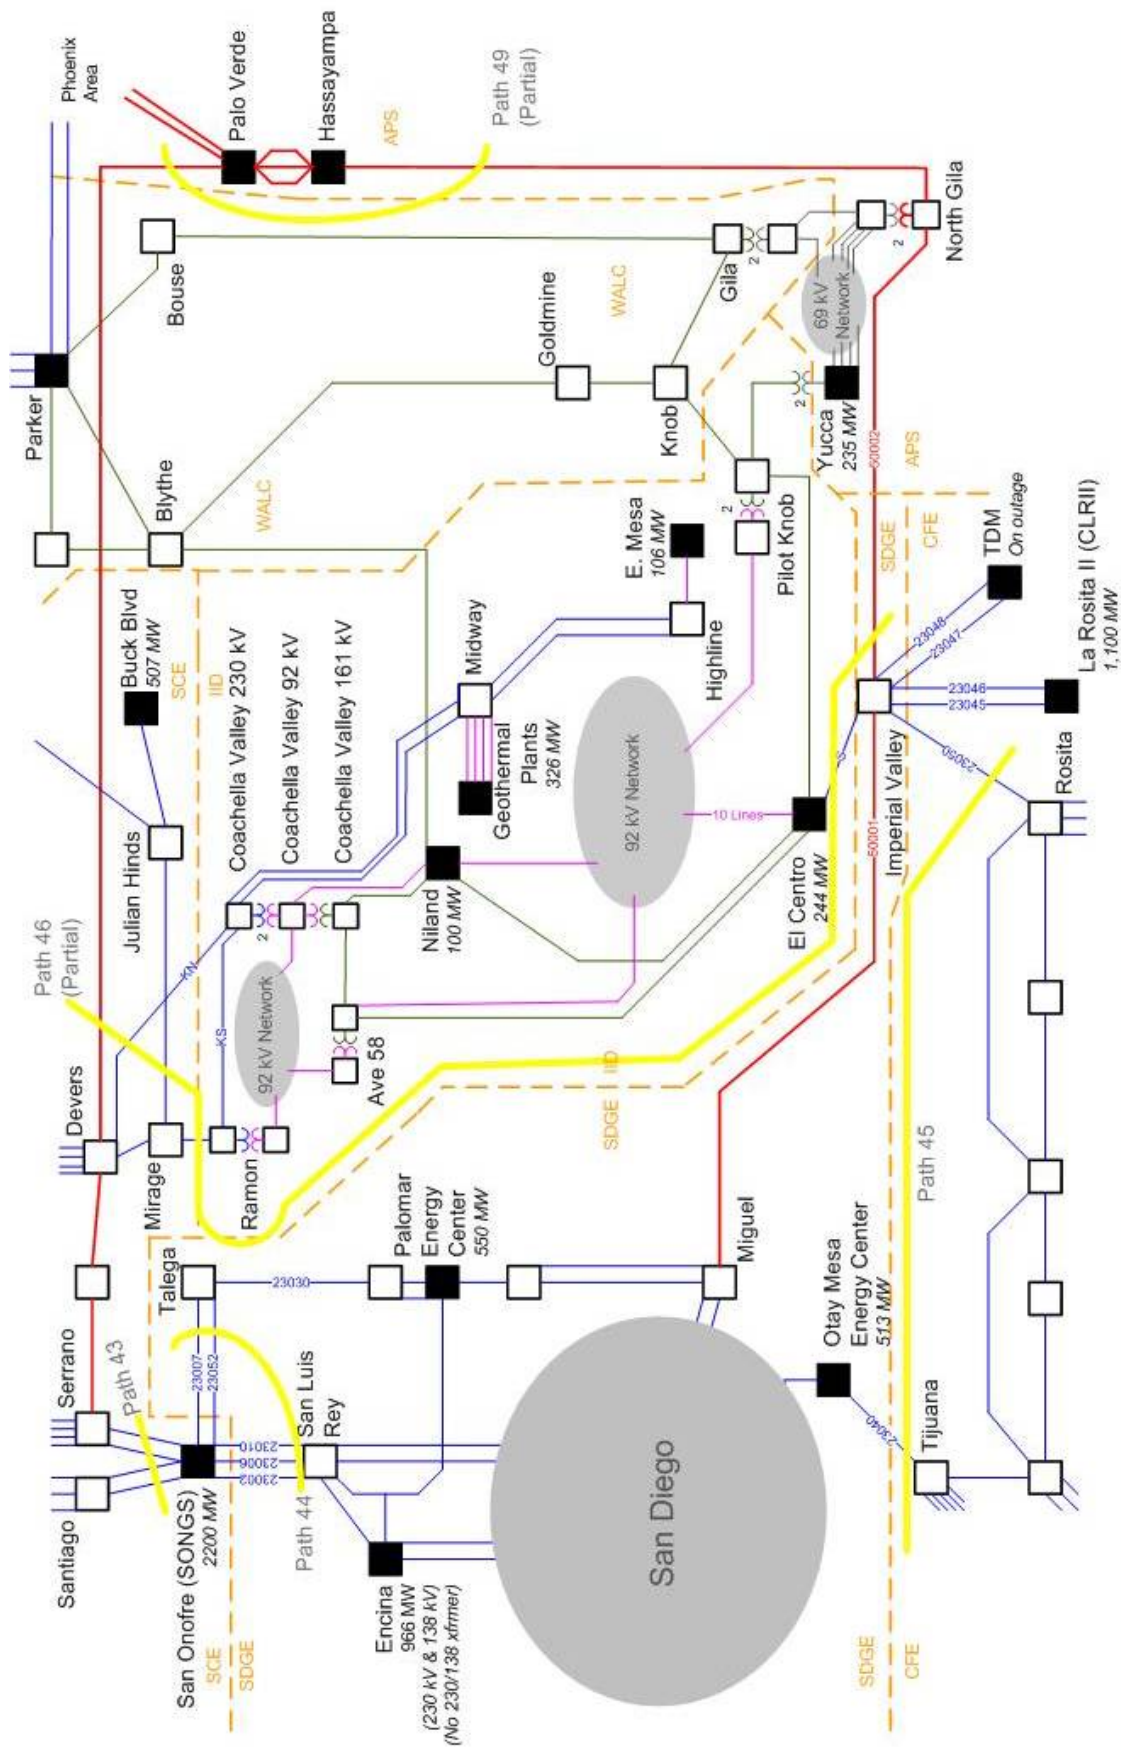 Santiago
Serrano
Path 43
San Onofre (SONGS)
2200 MW
SCE
SDGE
Talega
23007
23052
23030
23010
23006
23002
San Luis
Rey
Path 44
Encina
966 MW
(230 kV & 138 kV)
(No 230/138 xfrmer)
Palomar
Energy
Center
550 MW
San Diego
Miguel
Otay Mesa
Energy Center
513 MW
23040
Tijuana
SDGE
CFE
Path 45
Devers
Mirage
Ramon
Path 46
(Partial)
KN
KS
Julian Hinds
Buck Blvd
507 MW
SCE
IID
Coachella Valley 230 kV
Coachella Valley 92 kV
Coachella Valley 161 kV
2
92 kV Network
Ave 58
Niland
100 MW
Midway
Geothermal
Plants
326 MW
Highline
E. Mesa
106 MW
92 kV Network
10 Lines
El Centro
244 MW
SDGE
IID
S
Imperial Valley
50001
50002
23050
Rosita
23045
23046
La Rosita II (CLRII)
1,100 MW
23047
23048
TDM
On outage
SDGE
CFE
APS
Pilot Knob
2
Yucca
235 MW
2
69 kV
Network
Knob
Goldmine
Gila
2
North Gila
2
WALC
WALC
Blythe
Parker
Bouse
Phoenix
Area
Palo Verde
Hassayampa
APS
Path 49
(Partial)